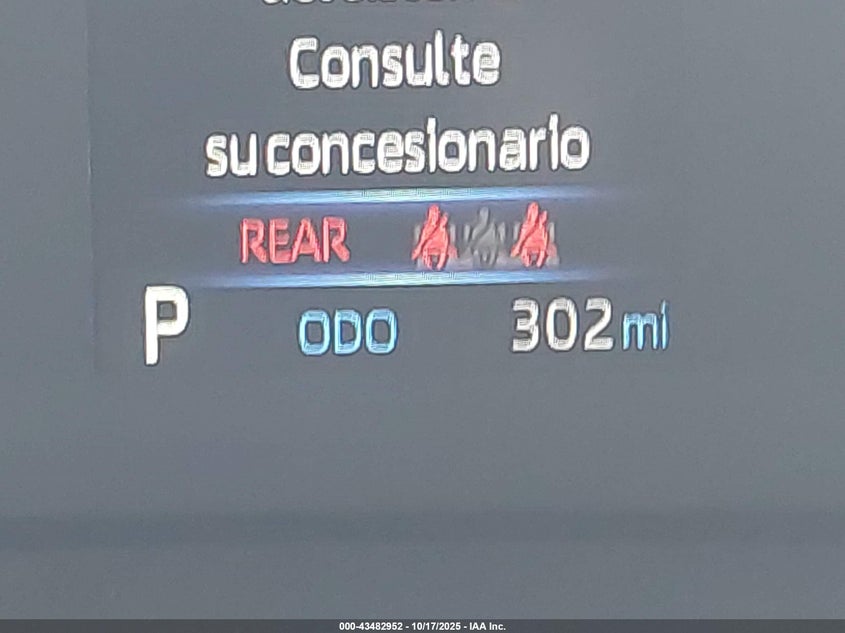 Consulte
su concesionario
REAR
P ODO 302 mi
000-43482952 - 10/17/2025 - IAA Inc.